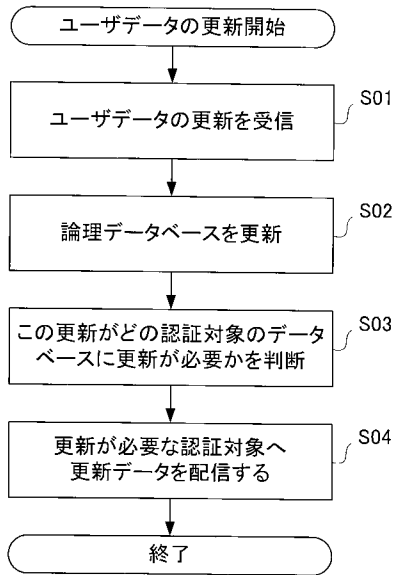 ユーザデータの更新開始
ユーザデータの更新を受信
S01
論理データベースを更新
S02
この更新がどの認証対象のデータ
ベースに更新が必要かを判断
S03
更新が必要な認証対象へ
更新データを配信する
S04
終了